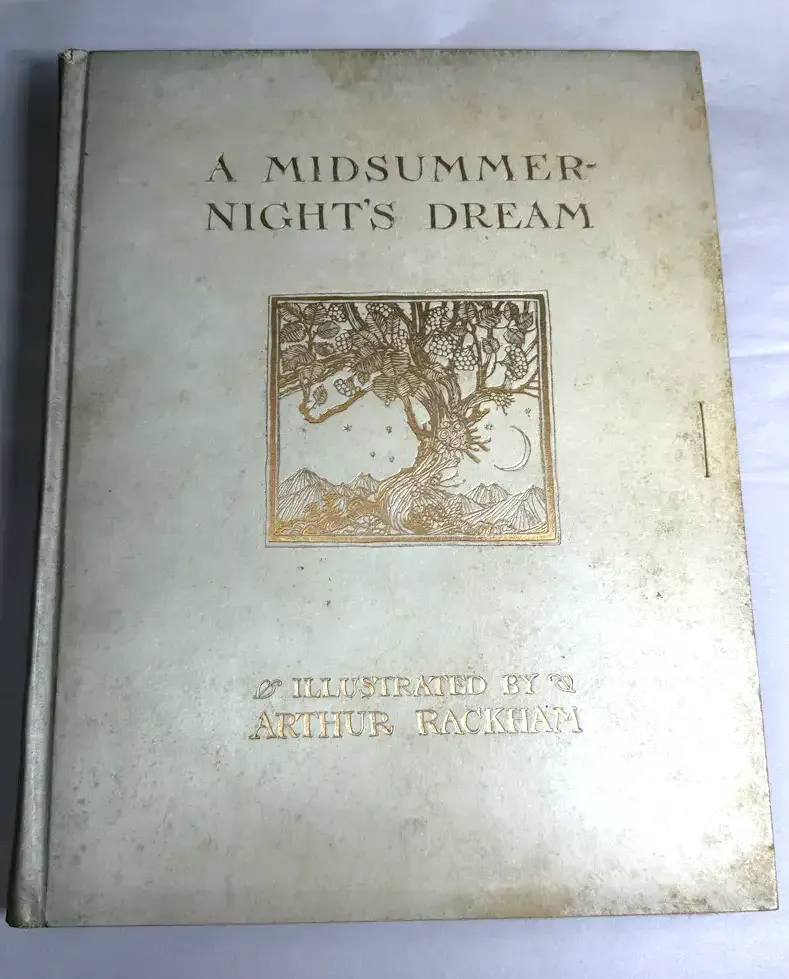 A MIDSUMMER-
NIGHT'S DREAM
ILLUSTRATED BY
ARTHUR RACKHAM